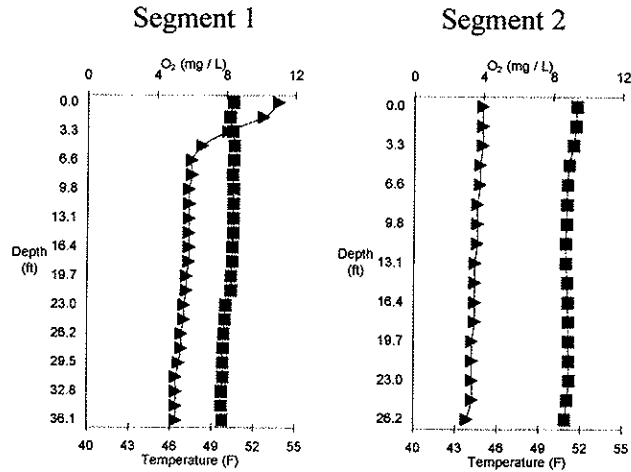 Segment 1
O2 (mg / L)
0 4 8 12
0.0
3.3
6.6
9.8
13.1
16.4
19.7
23.0
26.2
29.5
32.8
36.1
Depth
(ft)
40 43 46 49 52 55
Temperature (F)
Segment 2
O2 (mg / L)
0 4 8 12
0.0
3.3
6.6
9.8
13.1
16.4
19.7
23.0
26.2
Depth
(ft)
40 43 46 49 52 55
Temperature (F)